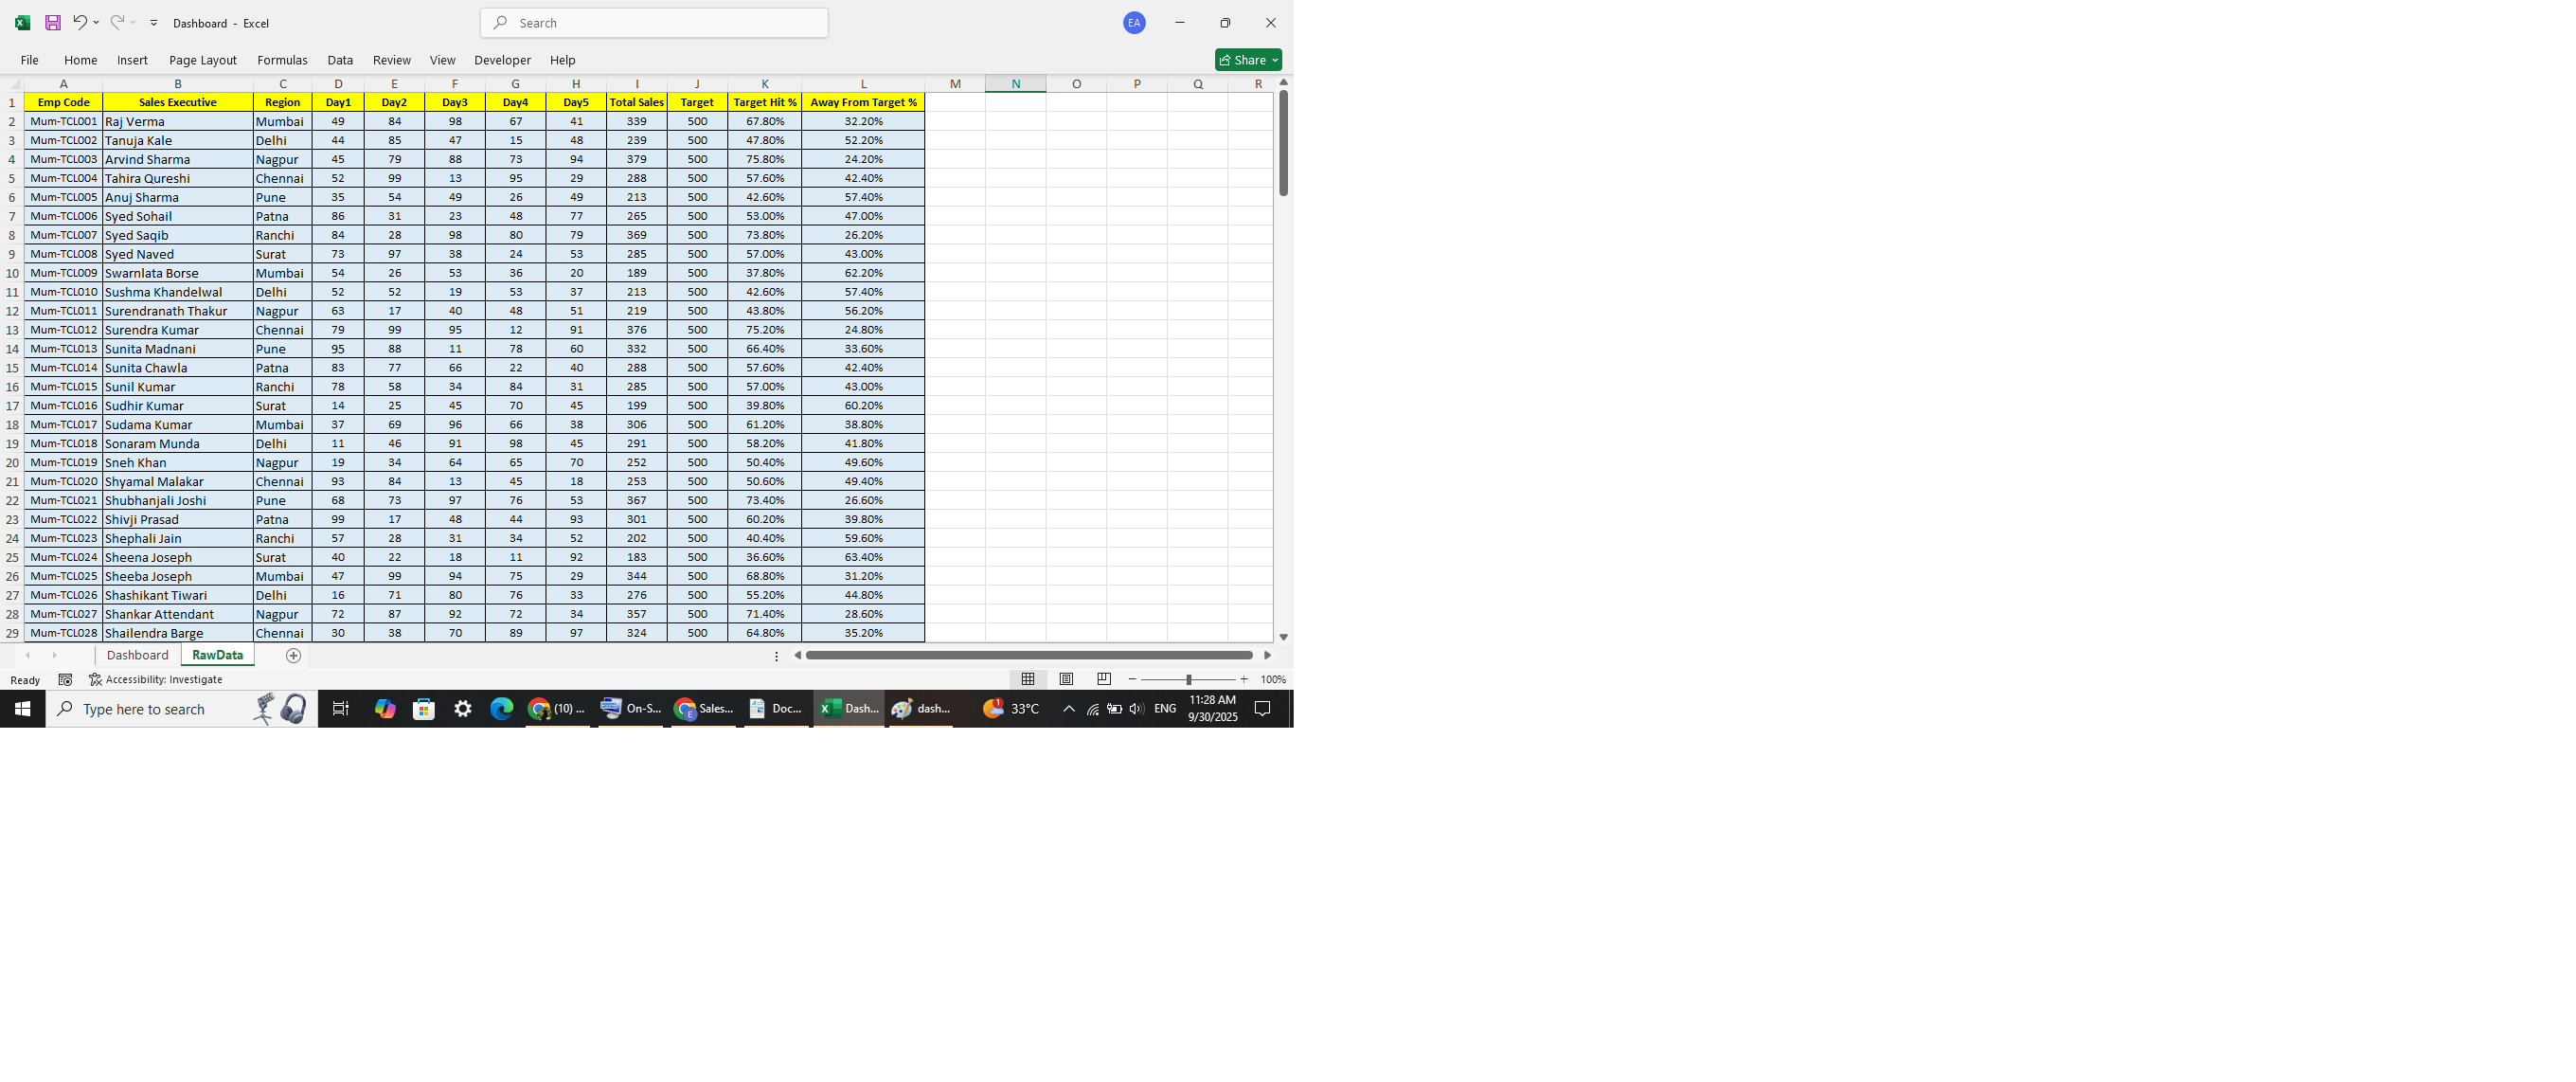 Dashboard - Excel
Search
EA
File Home Insert Page Layout Formulas Data Review View Developer Help Share
A B C D E F G H I J K L M N O P Q R
1 Emp Code Sales Executive Region Day1 Day2 Day3 Day4 Day5 Total Sales Target Target Hit % Away From Target %
2 Mum-TCL001 Raj Verma Mumbai 49 84 98 67 41 339 500 67.80% 32.20%
3 Mum-TCL002 Tanuja Kale Delhi 44 85 47 15 48 239 500 47.80% 52.20%
4 Mum-TCL003 Arvind Sharma Nagpur 45 79 88 73 94 379 500 75.80% 24.20%
5 Mum-TCL004 Tahira Qureshi Chennai 52 99 13 95 29 288 500 57.60% 42.40%
6 Mum-TCL005 Anuj Sharma Pune 35 54 49 26 49 213 500 42.60% 57.40%
7 Mum-TCL006 Syed Sohail Patna 86 31 23 48 77 265 500 53.00% 47.00%
8 Mum-TCL007 Syed Saqib Ranchi 84 28 98 80 79 369 500 73.80% 26.20%
9 Mum-TCL008 Syed Naved Surat 73 97 38 24 53 285 500 57.00% 43.00%
10 Mum-TCL009 Swarnlata Borse Mumbai 54 26 53 36 20 189 500 37.80% 62.20%
11 Mum-TCL010 Sushma Khandelwal Delhi 52 52 19 53 37 213 500 42.60% 57.40%
12 Mum-TCL011 Surendranath Thakur Nagpur 63 17 40 48 51 219 500 43.80% 56.20%
13 Mum-TCL012 Surendra Kumar Chennai 79 99 95 12 91 376 500 75.20% 24.80%
14 Mum-TCL013 Sunita Madnani Pune 95 88 11 78 60 332 500 66.40% 33.60%
15 Mum-TCL014 Sunita Chawla Patna 83 77 66 22 40 288 500 57.60% 42.40%
16 Mum-TCL015 Sunil Kumar Ranchi 78 58 34 84 31 285 500 57.00% 43.00%
17 Mum-TCL016 Sudhir Kumar Surat 14 25 45 70 45 199 500 39.80% 60.20%
18 Mum-TCL017 Sudama Kumar Mumbai 37 69 96 66 38 306 500 61.20% 38.80%
19 Mum-TCL018 Sonaram Munda Delhi 11 46 91 98 45 291 500 58.20% 41.80%
20 Mum-TCL019 Sneh Khan Nagpur 19 34 64 65 70 252 500 50.40% 49.60%
21 Mum-TCL020 Shyamal Malakar Chennai 93 84 13 45 18 253 500 50.60% 49.40%
22 Mum-TCL021 Shubhanjali Joshi Pune 68 73 97 76 53 367 500 73.40% 26.60%
23 Mum-TCL022 Shivji Prasad Patna 99 17 48 44 93 301 500 60.20% 39.80%
24 Mum-TCL023 Shephali Jain Ranchi 57 28 31 34 52 202 500 40.40% 59.60%
25 Mum-TCL024 Sheena Joseph Surat 40 22 18 11 92 183 500 36.60% 63.40%
26 Mum-TCL025 Sheeba Joseph Mumbai 47 99 94 75 29 344 500 68.80% 31.20%
27 Mum-TCL026 Shashikant Tiwari Delhi 16 71 80 76 33 276 500 55.20% 44.80%
28 Mum-TCL027 Shankar Attendant Nagpur 72 87 92 72 34 357 500 71.40% 28.60%
29 Mum-TCL028 Shailendra Barge Chennai 30 38 70 89 97 324 500 64.80% 35.20%
Dashboard RawData
Ready Accessibility: Investigate 100%
Type here to search (10) ... On-S... Sales... Doc... Dash... dash... 1 33°C ENG 11:28 AM
9/30/2025